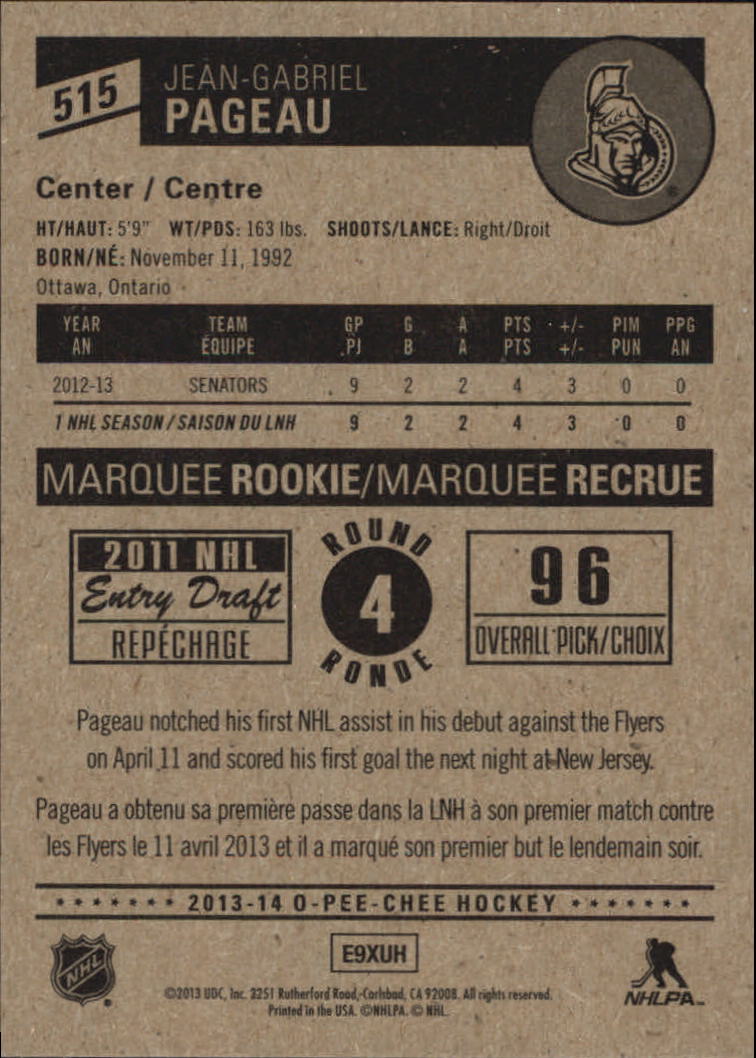 515
JEAN-GABRIEL
PAGEAU
Center / Centre
HT/HAUT: 5'9" WT/PDS: 163 lbs. SHOOTS/LANCE: Right/Droit
BORN/NÉ: November 11, 1992
Ottawa, Ontario
YEAR TEAM GP G A PTS +/- PIM PPG
AN ÉQUIPE PJ B A PTS +/- PUN AN
2012-13 SENATORS 9 2 2 4 3 0 0
1 NHL SEASON / SAISON DU LNH 9 2 2 4 3 0 0
MARQUEE ROOKIE/MARQUEE RECRUE
2011 NHL
Entry Draft
REPÉCHAGE
ROUND
4
RONDE
96
OVERALL PICK/CHOIX
Pageau notched his first NHL assist in his debut against the Flyers
on April 11 and scored his first goal the next night at New Jersey.
Pageau a obtenu sa première passe dans la LNH à son premier match contre
les Flyers le 11 avril 2013 et il a marqué son premier but le lendemain soir.
2013-14 O-PEE-CHEE HOCKEY
NHL
E9XUH
©2013 UDC, Inc. 2251 Rutherford Road, Carlsbad, CA 92008. All rights reserved.
Printed in the USA. ©NHLPA. © NHL.
NHLPA